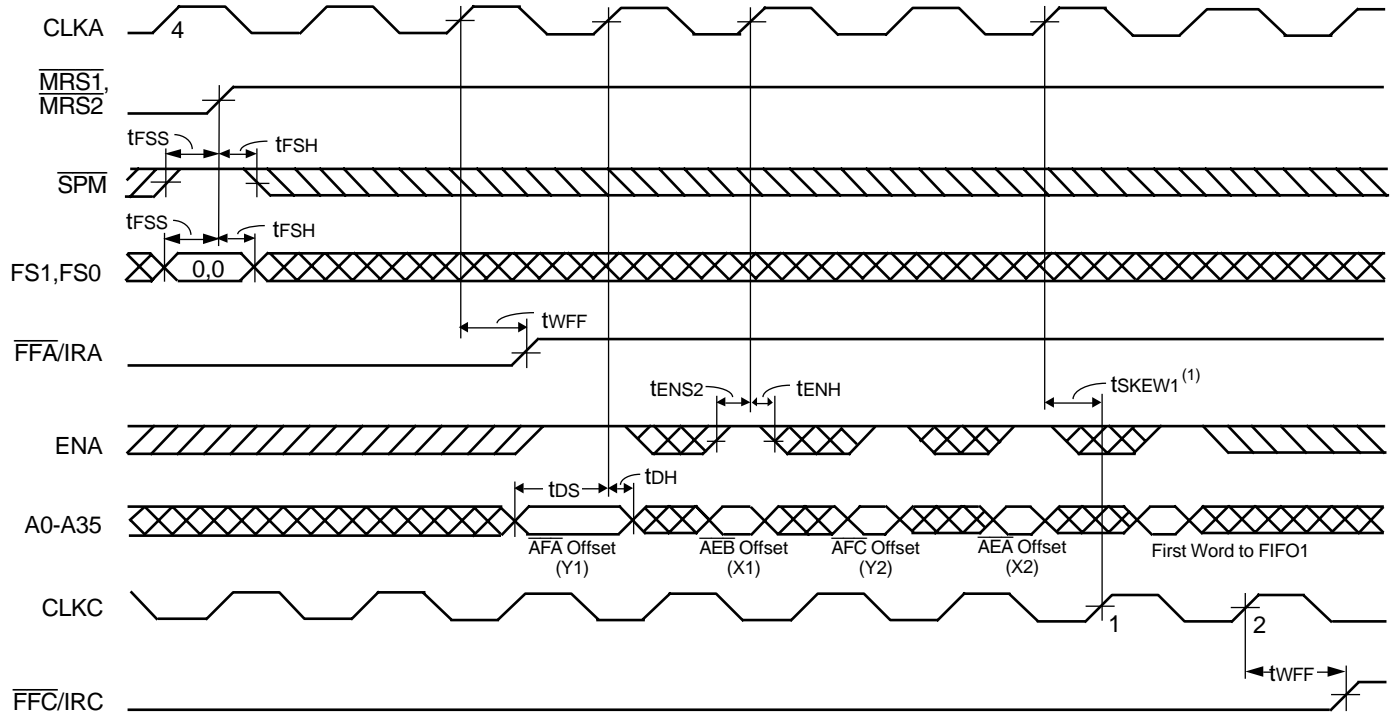 CLKA
4
MRS1,
MRS2
tFSS
tFSH
SPM
tFSS
tFSH
FS1,FS0
0,0
tWFF
FFA/IRA
tENS2
tENH
tSKEW1(1)
ENA
tDS
tDH
A0-A35
AFA Offset
(Y1)
AEB Offset
(X1)
AFC Offset
(Y2)
AEA Offset
(X2)
First Word to FIFO1
CLKC
1
2
tWFF
FFC/IRC